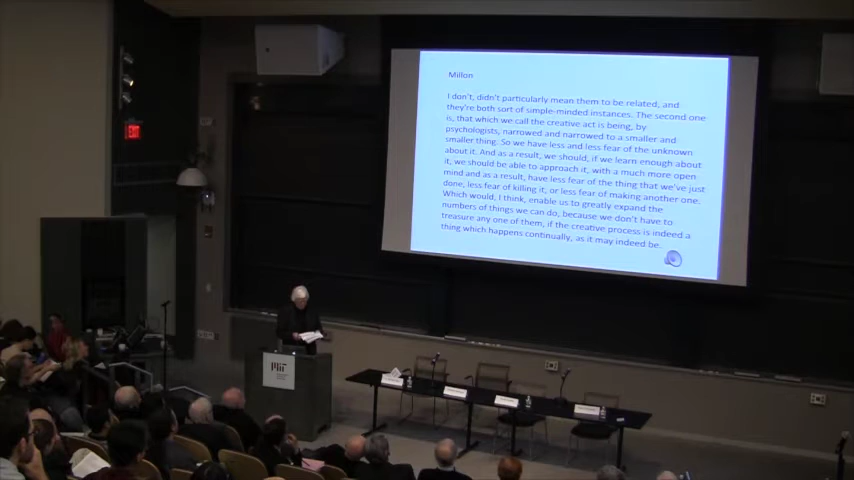 Millon
I don't, didn't particularly mean them to be related, and
they're both sort of simple-minded instances. The second one
is, that which we call the creative act is being, by
psychologists, narrowed and narrowed to a smaller and
smaller thing. So we have less and less fear of the unknown
about it. And as a result, we should, if we learn enough about
it, we should be able to approach it, with a much more open
mind and as a result, have less fear of the thing that we've just
done, less fear of killing it, or less fear of making another one.
Which would, I think, enable us to greatly expand the
numbers of things we can do, because we don't have to
treasure any one of them, if the creative process is indeed a
thing which happens continually, as it may indeed be.
EXIT
MIT